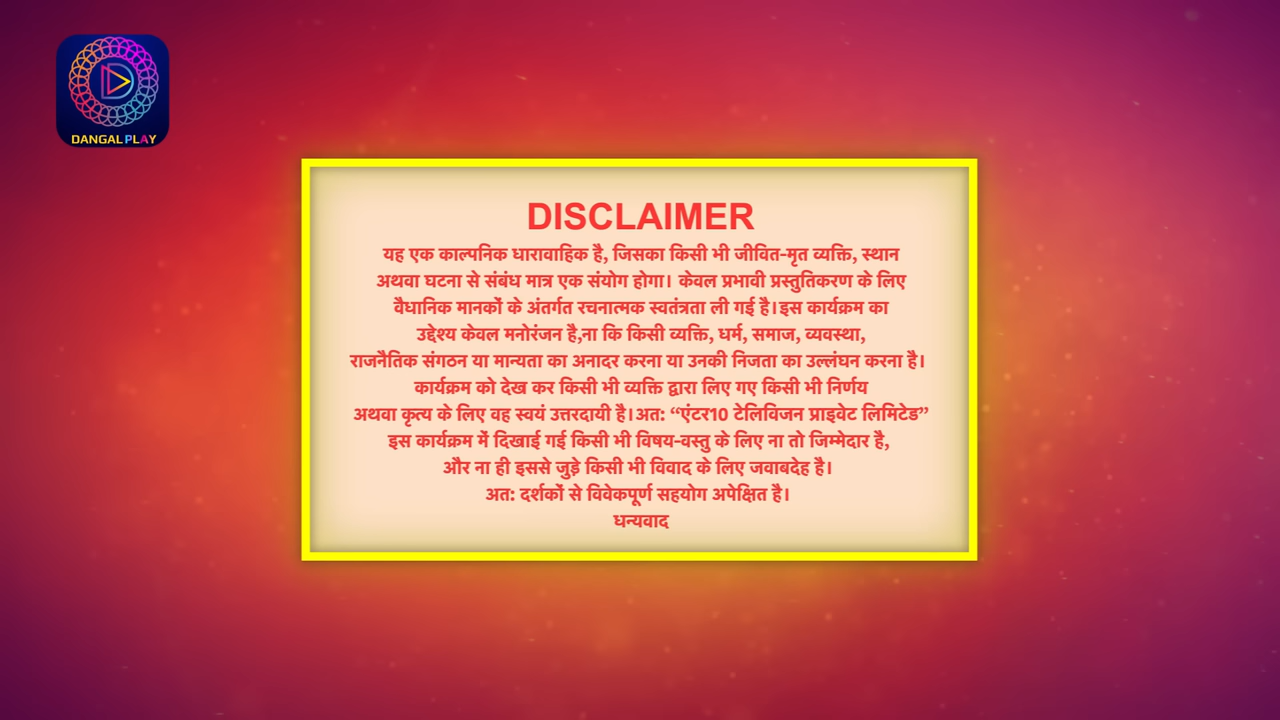 DANGAL PLAY
DISCLAIMER
यह एक काल्पनिक धारावाहिक है, जिसका किसी भी जीवित-मृत व्यक्ति, स्थान
अथवा घटना से संबंध मात्र एक संयोग होगा। केवल प्रभावी प्रस्तुतिकरण के लिए
वैधानिक मानकों के अंतर्गत रचनात्मक स्वतंत्रता ली गई है।इस कार्यक्रम का
उद्देश्य केवल मनोरंजन है,ना कि किसी व्यक्ति, धर्म, समाज, व्यवस्था,
राजनैतिक संगठन या मान्यता का अनादर करना या उनकी निजता का उल्लंघन करना है।
कार्यक्रम को देख कर किसी भी व्यक्ति द्वारा लिए गए किसी भी निर्णय
अथवा कृत्य के लिए वह स्वयं उत्तरदायी है।अत: “एंटर10 टेलिविजन प्राइवेट लिमिटेड”
इस कार्यक्रम में दिखाई गई किसी भी विषय-वस्तु के लिए ना तो जिम्मेदार है,
और ना ही इससे जुड़े किसी भी विवाद के लिए जवाबदेह है।
अत: दर्शकों से विवेकपूर्ण सहयोग अपेक्षित है।
धन्यवाद